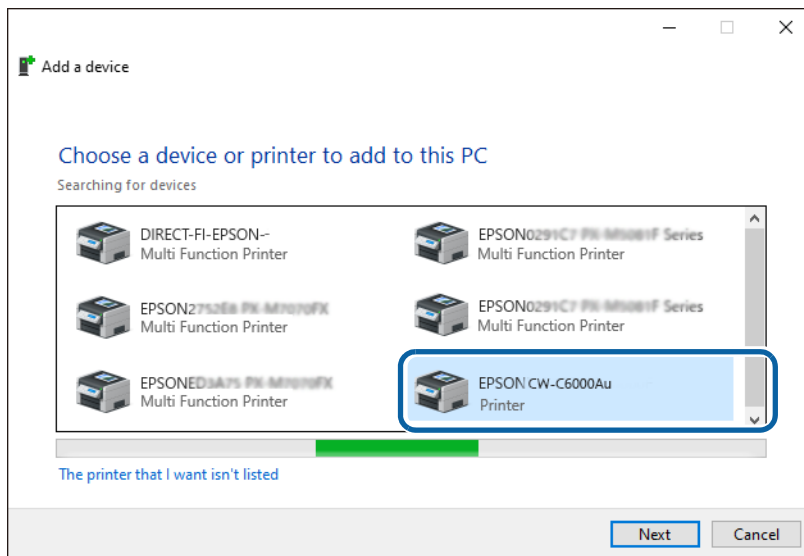 Add a device
Choose a device or printer to add to this PC
Searching for devices
DIRECT-FI-EPSON--
Multi Function Printer
EPSON Series
Multi Function Printer
EPSON
Multi Function Printer
EPSON Series
Multi Function Printer
EPSON
Multi Function Printer
EPSON CW-C6000Au
Printer
The printer that I want isn't listed
Next
Cancel